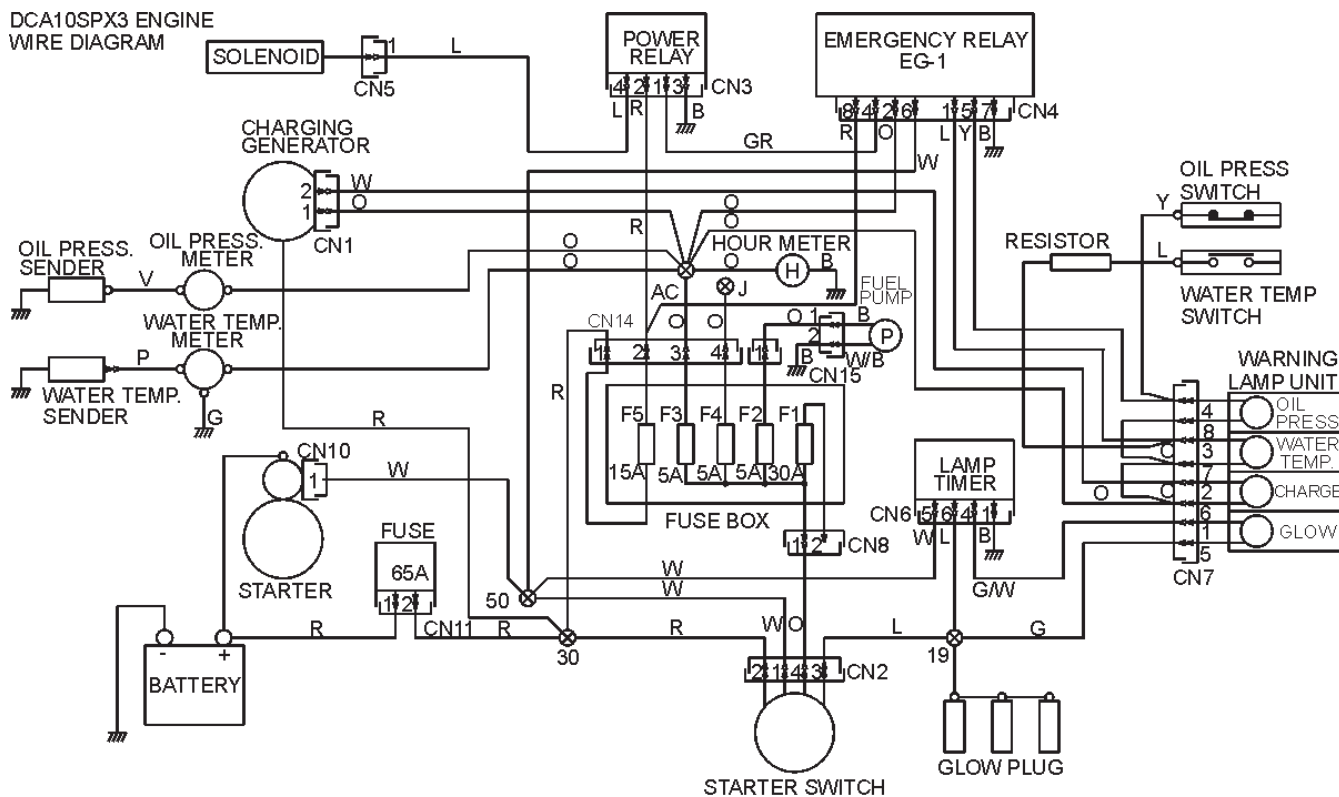 DCA10SPX3 ENGINE
WIRE DIAGRAM
SOLENOID
1
L
CN5
POWER
RELAY
4 2 1 3
CN3
L R
B
EMERGENCY RELAY
EG-1
8 4 2 6 1 5 7
CN4
R O L Y B
GR
W
CHARGING
GENERATOR
2
1
W
O
CN1
OIL PRESS
SWITCH
Y
RESISTOR
L
WATER TEMP
SWITCH
OIL PRESS.
SENDER
V
OIL PRESS.
METER
O
O
R
O
O
HOUR METER
O
H
B
AC
J
WATER TEMP.
METER
P
WATER TEMP.
SENDER
G
CN14
O
O
1
2
3
4
1
O
1
2
B
FUEL
PUMP
P
B
W/B
CN15
R
F5
F3
F4
F2
F1
15A
5A
5A
5A
30A
FUSE BOX
WARNING
LAMP UNIT
OIL
PRESS
WATER
TEMP.
CHARGE
GLOW
4
8
3
7
2
6
1
5
O
O
O
CN7
LAMP
TIMER
CN6
5 6 4 1
W L B
G/W
1 2
CN8
R
CN10
1
W
STARTER
FUSE
65A
1 2
CN11
50
W
W
R
R
30
R
W O
L
19
G
- +
BATTERY
2 1 4 3
CN2
STARTER SWITCH
GLOW PLUG